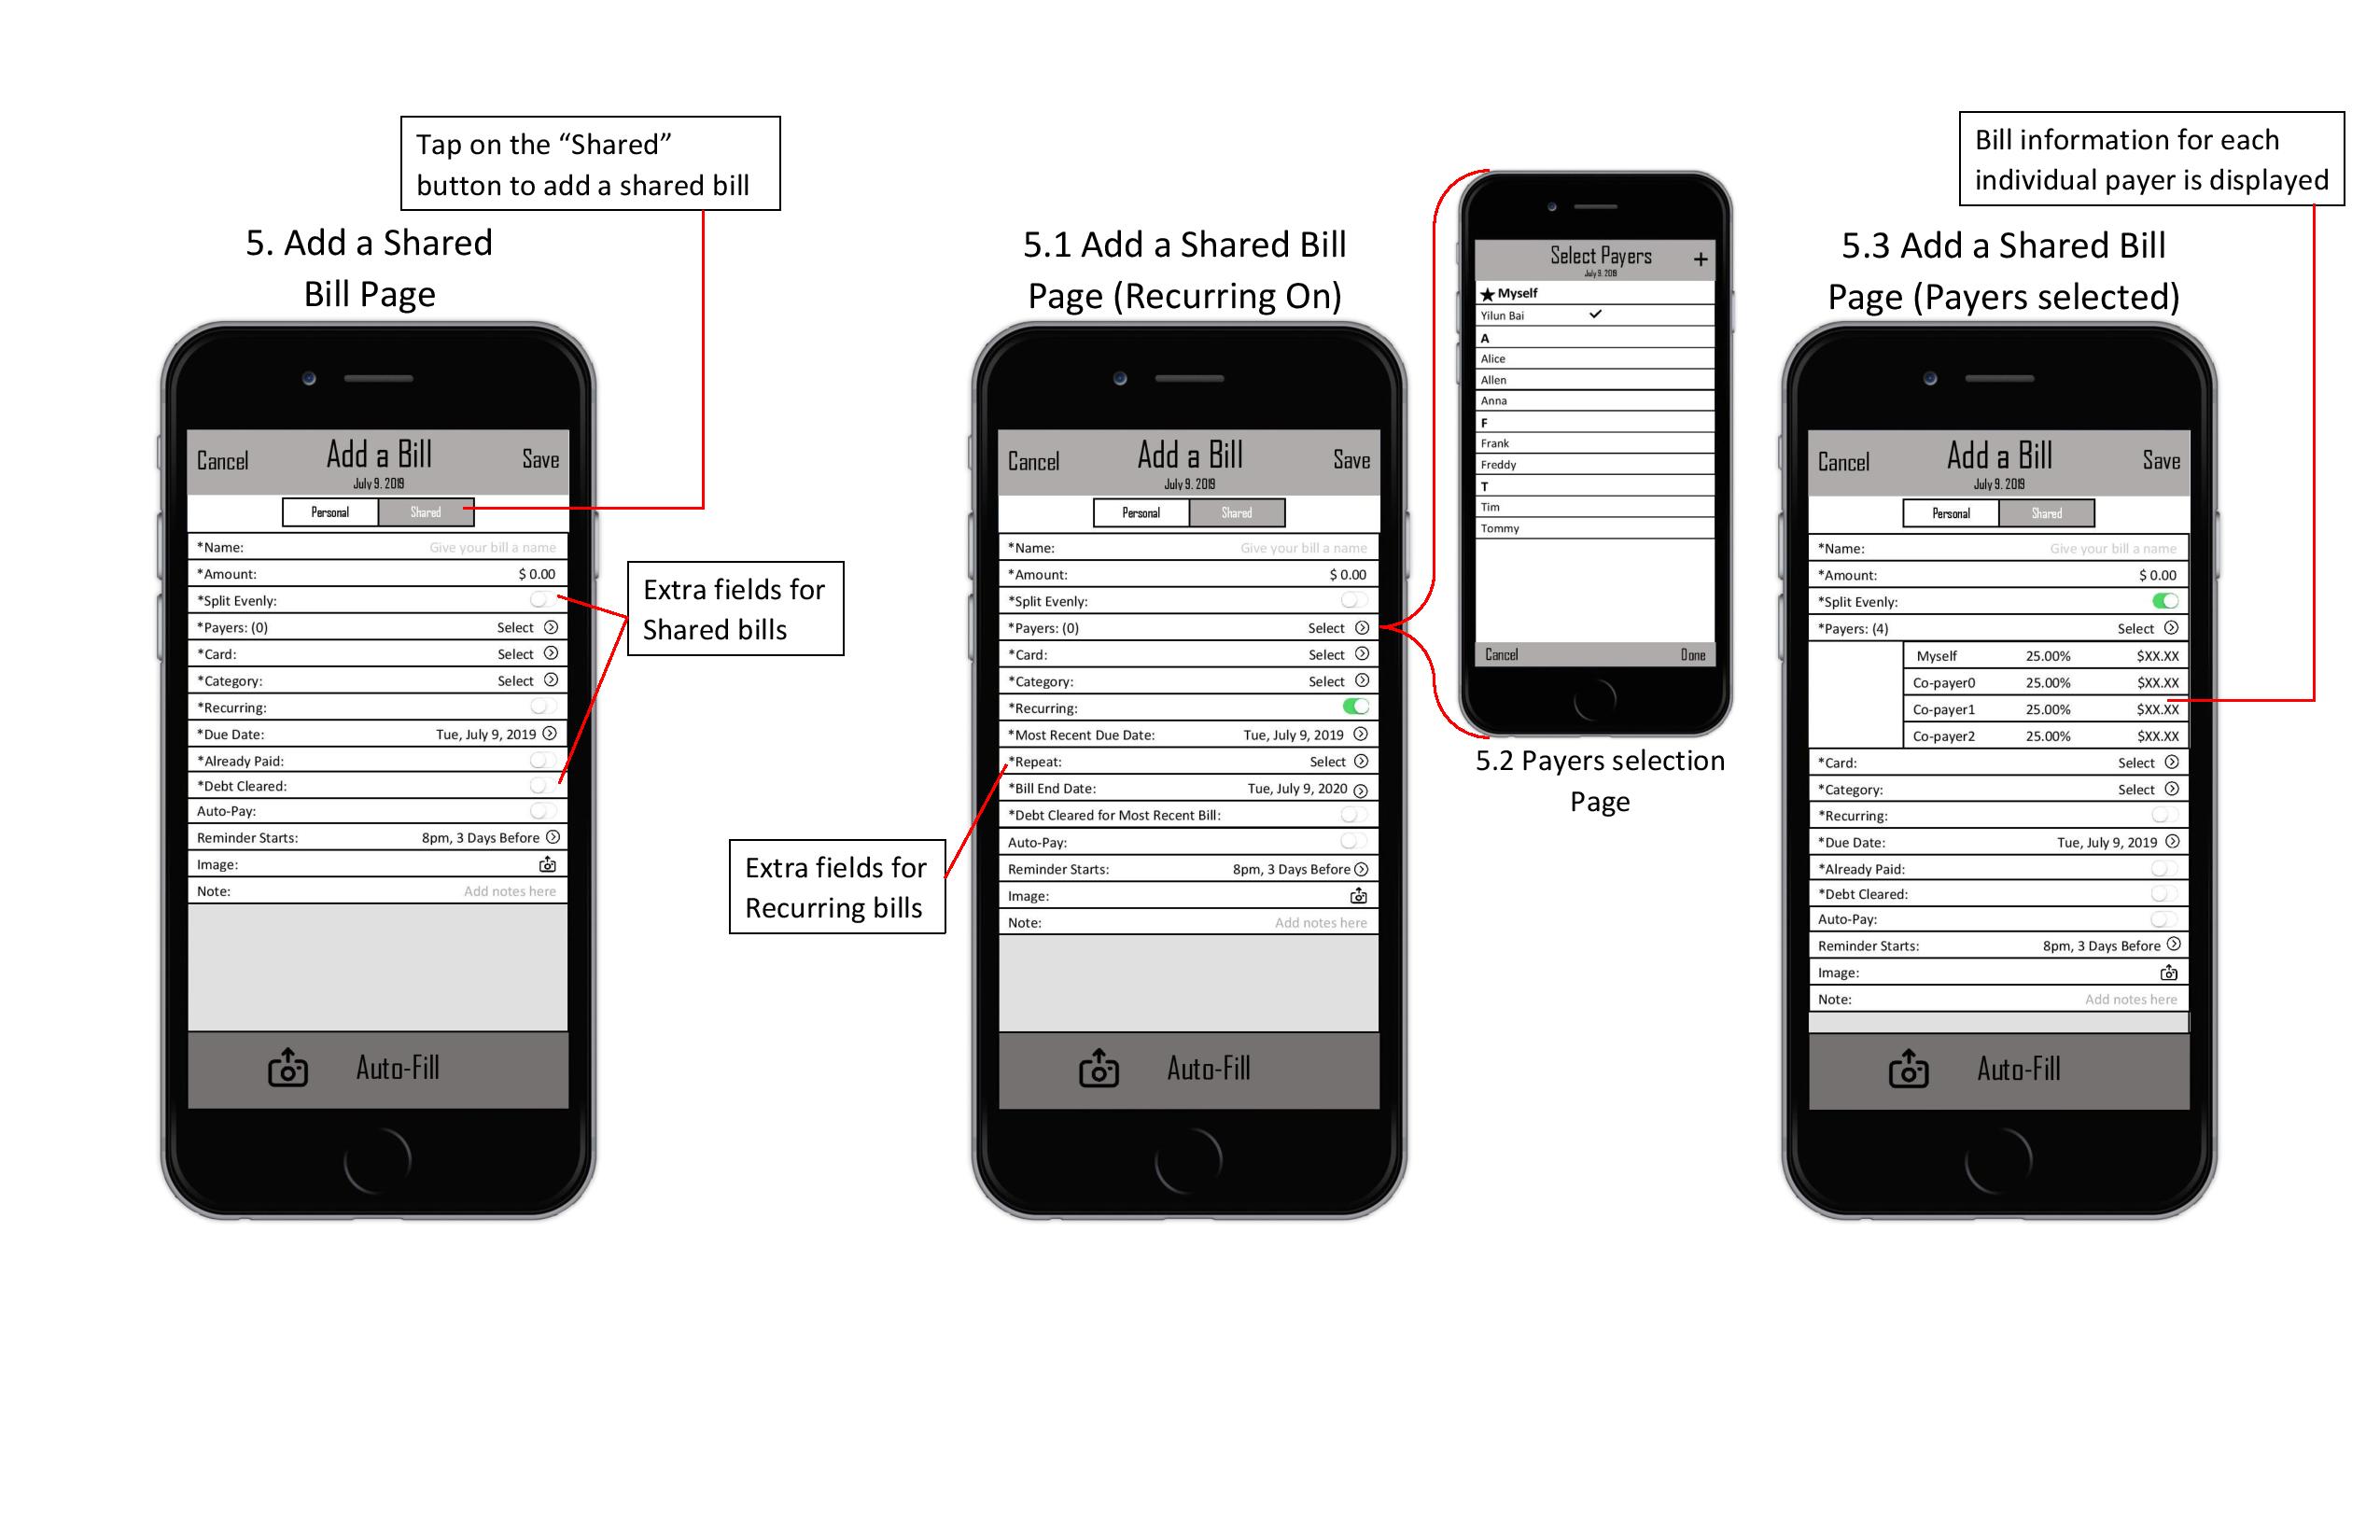 Tap on the “Shared”
button to add a shared bill
5. Add a Shared
Bill Page
Cancel Add a Bill Save
July 9. 2019
Personal Shared
*Name: Give your bill a name
*Amount: $ 0.00
*Split Evenly:
*Payers: (0) Select
*Card: Select
*Category: Select
*Recurring:
*Due Date: Tue, July 9, 2019
*Already Paid:
*Debt Cleared:
Auto-Pay:
Reminder Starts: 8pm, 3 Days Before
Image:
Note: Add notes here
Auto-Fill
Extra fields for
Shared bills
Extra fields for
Recurring bills
5.1 Add a Shared Bill
Page (Recurring On)
Cancel Add a Bill Save
July 9. 2019
Personal Shared
*Name: Give your bill a name
*Amount: $ 0.00
*Split Evenly:
*Payers: (0) Select
*Card: Select
*Category: Select
*Recurring:
*Most Recent Due Date: Tue, July 9, 2019
*Repeat: Select
*Bill End Date: Tue, July 9, 2020
*Debt Cleared for Most Recent Bill:
Auto-Pay:
Reminder Starts: 8pm, 3 Days Before
Image:
Note: Add notes here
Auto-Fill
Select Payers +
July 9. 2019
Myself
Yilun Bai
A
Alice
Allen
Anna
F
Frank
Freddy
T
Tim
Tommy
Cancel Done
5.2 Payers selection
Page
Bill information for each
individual payer is displayed
5.3 Add a Shared Bill
Page (Payers selected)
Cancel Add a Bill Save
July 9. 2019
Personal Shared
*Name: Give your bill a name
*Amount: $ 0.00
*Split Evenly:
*Payers: (4) Select
Myself 25.00% $XX.XX
Co-payer0 25.00% $XX.XX
Co-payer1 25.00% $XX.XX
Co-payer2 25.00% $XX.XX
*Card: Select
*Category: Select
*Recurring:
*Due Date: Tue, July 9, 2019
*Already Paid:
*Debt Cleared:
Auto-Pay:
Reminder Starts: 8pm, 3 Days Before
Image:
Note: Add notes here
Auto-Fill